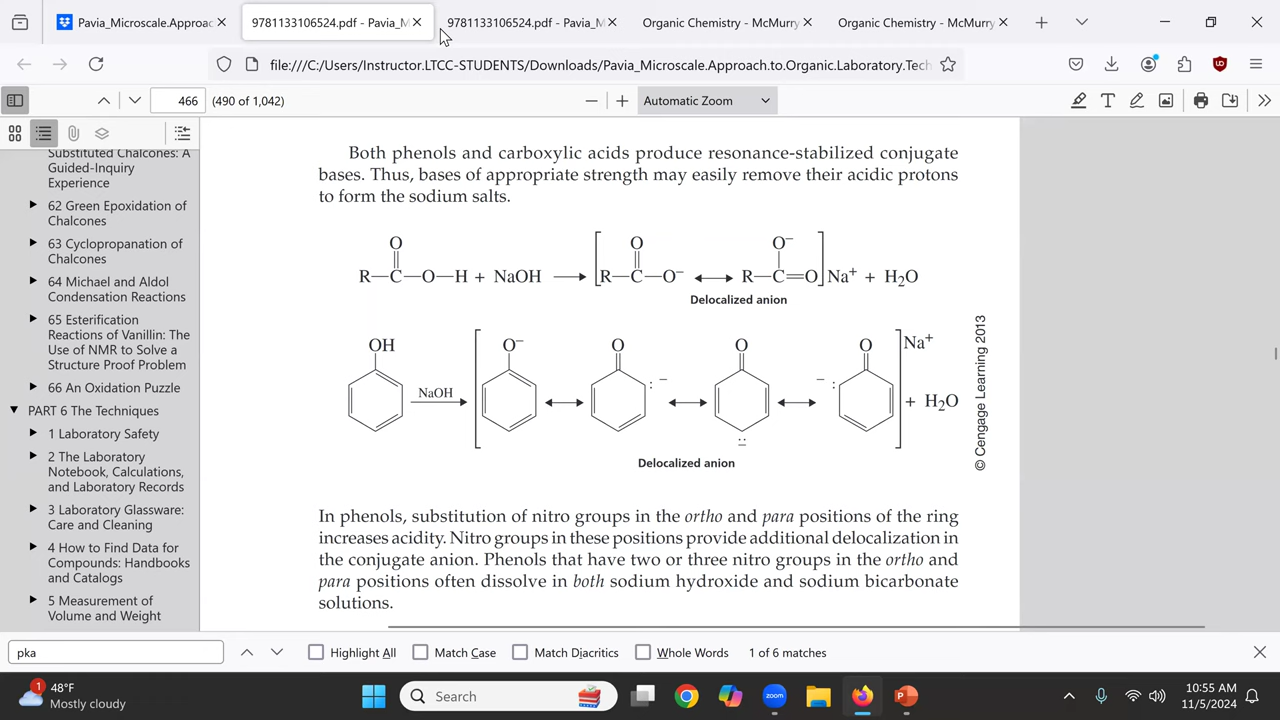 Pavia_Microscale.Approac
9781133106524.pdf - Pavia_M
9781133106524.pdf - Pavia_M
Organic Chemistry - McMurry
Organic Chemistry - McMurry
file:///C:/Users/Instructor.LTCC-STUDENTS/Downloads/Pavia_Microscale.Approach.to.Organic.Laboratory.Tech
466 (490 of 1,042)
Automatic Zoom
Substituted Chalcones: A
Guided-Inquiry
Experience
62 Green Epoxidation of
Chalcones
63 Cyclopropanation of
Chalcones
64 Michael and Aldol
Condensation Reactions
65 Esterification
Reactions of Vanillin: The
Use of NMR to Solve a
Structure Proof Problem
66 An Oxidation Puzzle
PART 6 The Techniques
1 Laboratory Safety
2 The Laboratory
Notebook, Calculations,
and Laboratory Records
3 Laboratory Glassware:
Care and Cleaning
4 How to Find Data for
Compounds: Handbooks
and Catalogs
5 Measurement of
Volume and Weight
Both phenols and carboxylic acids produce resonance-stabilized conjugate
bases. Thus, bases of appropriate strength may easily remove their acidic protons
to form the sodium salts.
O O O⁻
R—C—O—H + NaOH → [R—C—O⁻ ↔ R—C=O] Na⁺ + H₂O
Delocalized anion
OH O⁻ O O O Na⁺
NaOH
: ⁻ ⁻ : + H₂O
Delocalized anion
© Cengage Learning 2013
In phenols, substitution of nitro groups in the ortho and para positions of the ring
increases acidity. Nitro groups in these positions provide additional delocalization in
the conjugate anion. Phenols that have two or three nitro groups in the ortho and
para positions often dissolve in both sodium hydroxide and sodium bicarbonate
solutions.
pka
Highlight All Match Case Match Diacritics Whole Words 1 of 6 matches
1
48°F
Mostly cloudy
Search
zoom
10:55 AM
11/5/2024